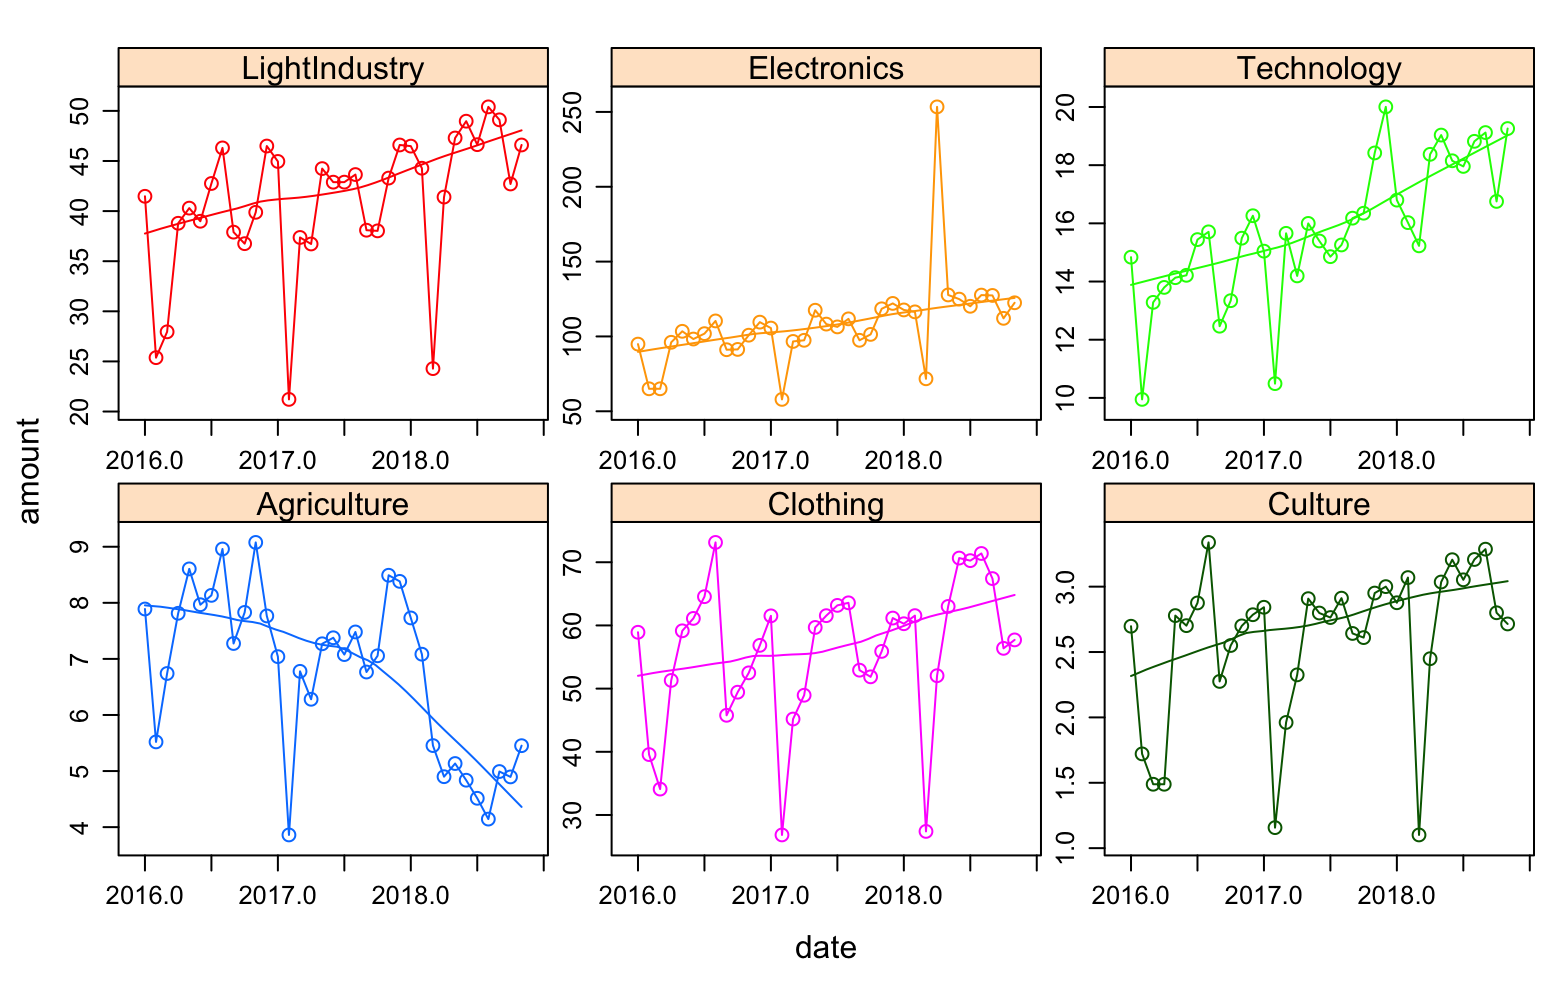 LightIndustry
Electronics
Technology
20 25 30 35 40 45 50
50 100 150 200 250
10 12 14 16 18 20
2016.0 2017.0 2018.0
2016.0 2017.0 2018.0
2016.0 2017.0 2018.0
Agriculture
Clothing
Culture
4 5 6 7 8 9
30 40 50 60 70
1.0 1.5 2.0 2.5 3.0
2016.0 2017.0 2018.0
2016.0 2017.0 2018.0
2016.0 2017.0 2018.0
amount
date